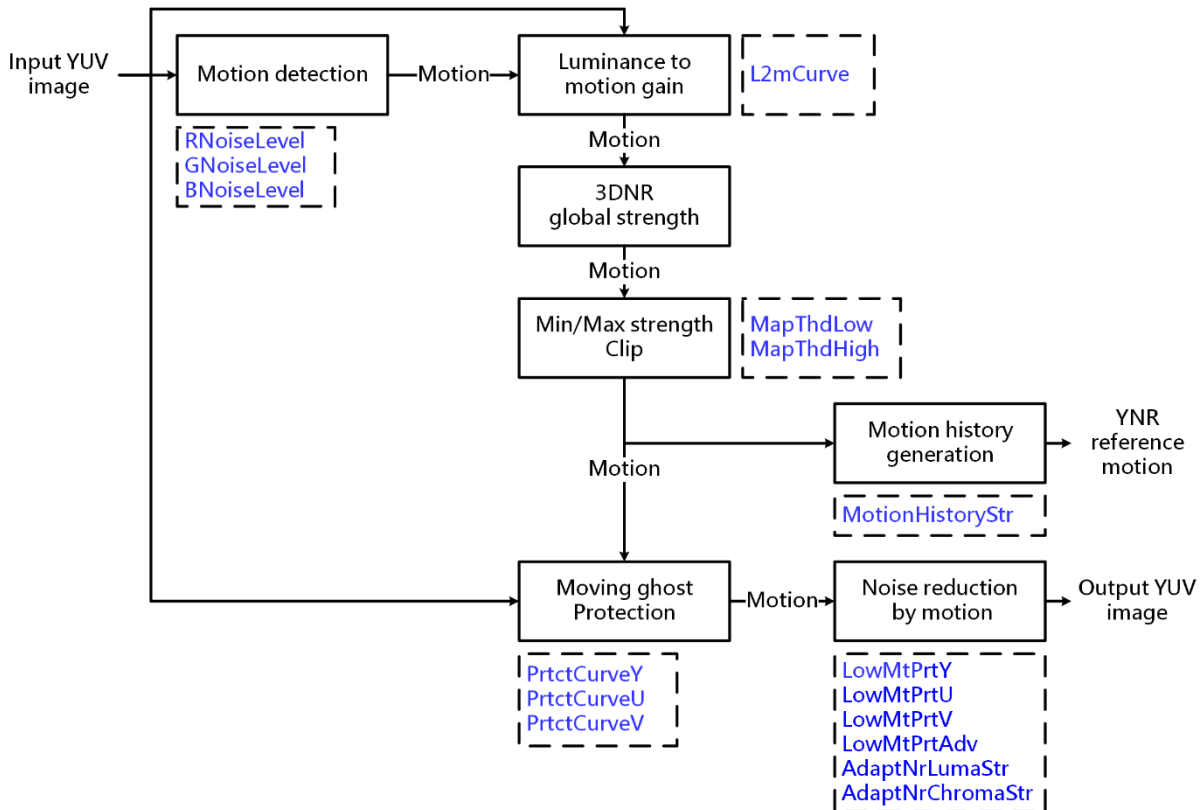 Input YUV
image
Motion detection
Motion
Luminance to
motion gain
L2mCurve
RNoiseLevel
GNoiseLevel
BNoiseLevel
Motion
3DNR
global strength
Motion
Min/Max strength
Clip
MapThdLow
MapThdHigh
Motion history
generation
YNR
reference
motion
Motion
MotionHistoryStr
Moving ghost
Protection
Motion
Noise reduction
by motion
Output YUV
image
PrtctCurveY
PrtctCurveU
PrtctCurveV
LowMtPrtY
LowMtPrtU
LowMtPrtV
LowMtPrtAdv
AdaptNrLumaStr
AdaptNrChromaStr